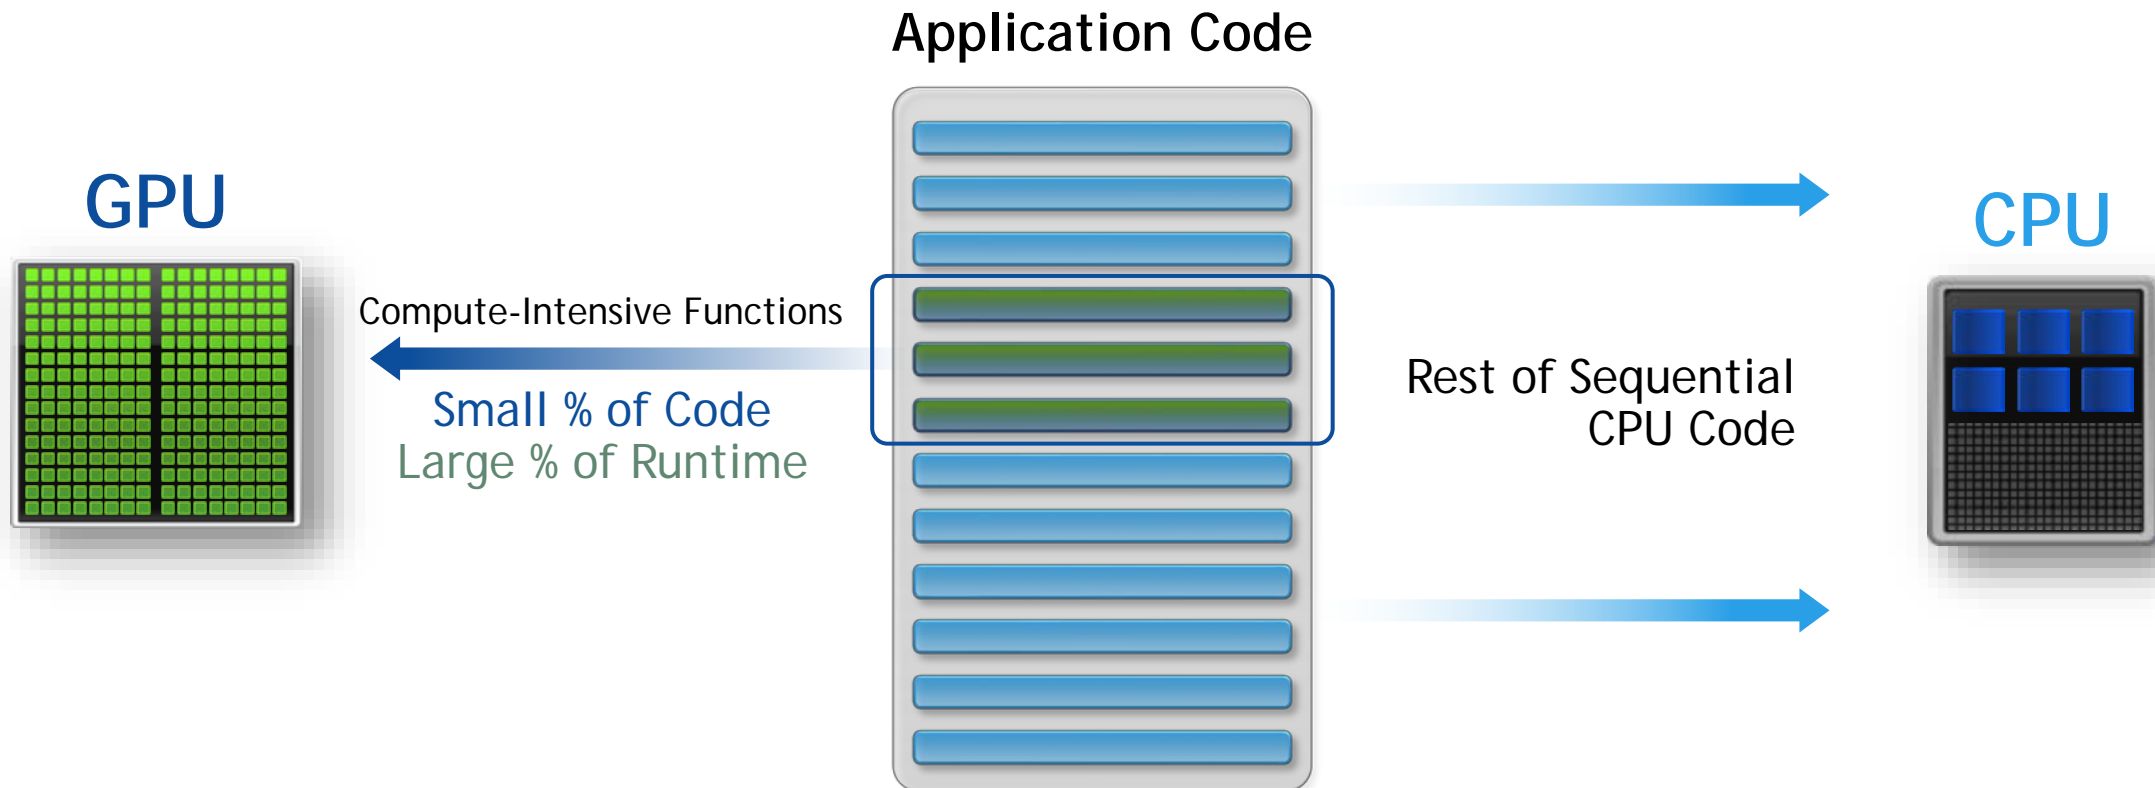 Application Code
GPU
CPU
Compute-Intensive Functions
Small % of Code
Large % of Runtime
Rest of Sequential
CPU Code